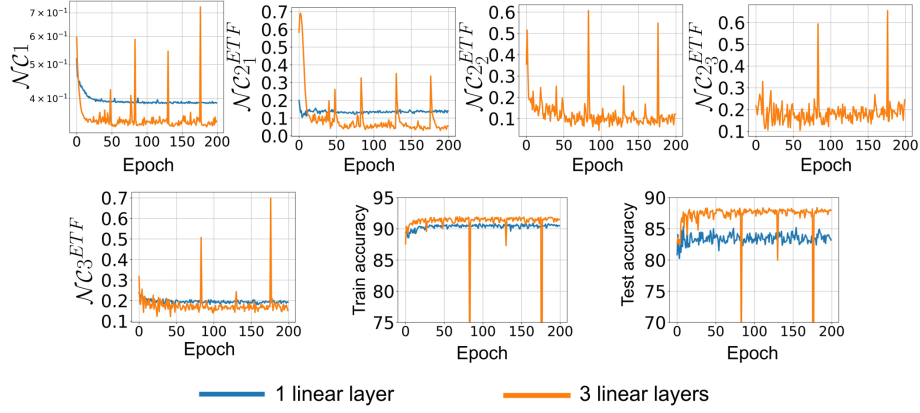 NC1
7 × 10⁻¹
6 × 10⁻¹
4 × 10⁻¹
0 50 100 150 200
Epoch
NC2₁^ETF
0.8
0.7
0.6
0.5
0.4
0.3
0.2
0.1
0.0
0 50 100 150 200
Epoch
NC2₂^ETF
0.6
0.5
0.4
0.3
0.2
0.1
0 50 100 150 200
Epoch
NC2₃^ETF
0.6
0.5
0.4
0.3
0.2
0.1
0 50 100 150 200
Epoch
NC3^ETF
0.7
0.6
0.5
0.4
0.3
0.2
0.1
0 50 100 150 200
Epoch
Train accuracy
95
90
85
80
75
0 50 100 150 200
Epoch
Test accuracy
90
85
80
75
70
0 50 100 150 200
Epoch
1 linear layer
3 linear layers